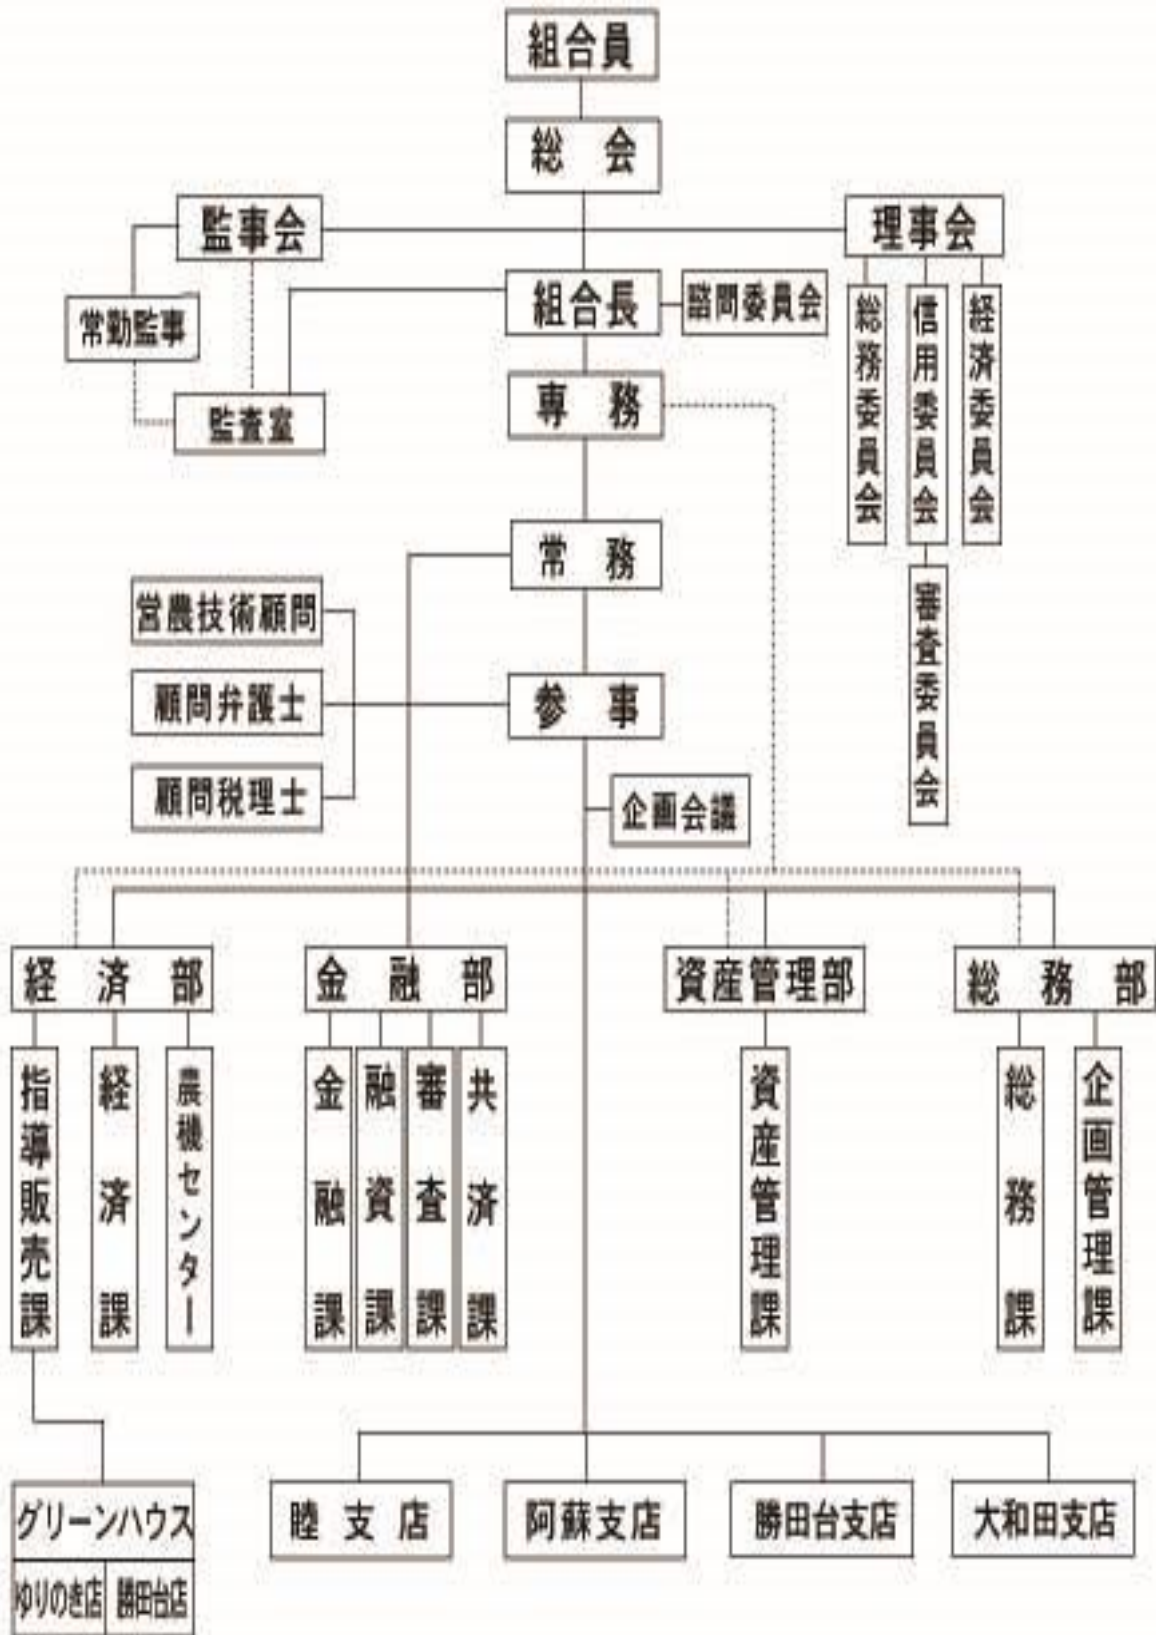 組合員
総会
監事会
理事会
組合長
諮問委員会
常勤監事
総務委員会
信用委員会
経済委員会
専務
監査室
常務
審査委員会
営農技術顧問
顧問弁護士
参事
顧問税理士
企画会議
経済部
金融部
資産管理部
総務部
指導販売課
経済課
農機センター
金融課
融資課
審査課
共済課
資産管理課
総務課
企画管理課
グリーンハウス
ゆりのき店
勝田台店
睦支店
阿蘇支店
勝田台支店
大和田支店